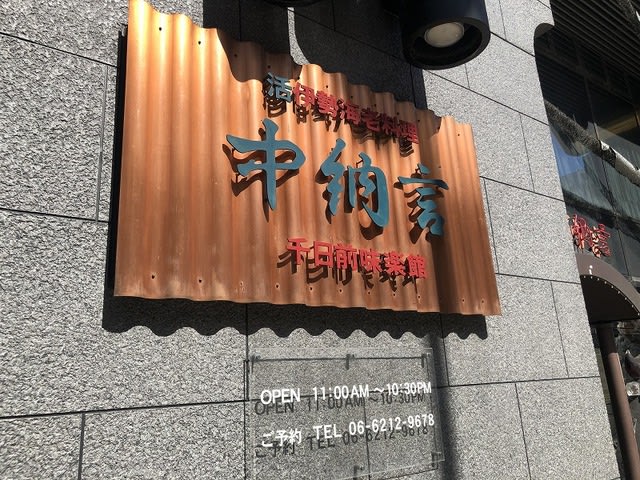 活伊勢海老料理
中納言
千日前味楽館
OPEN 11:00AM～10:30PM
ご予約 TEL 06-6212-9678